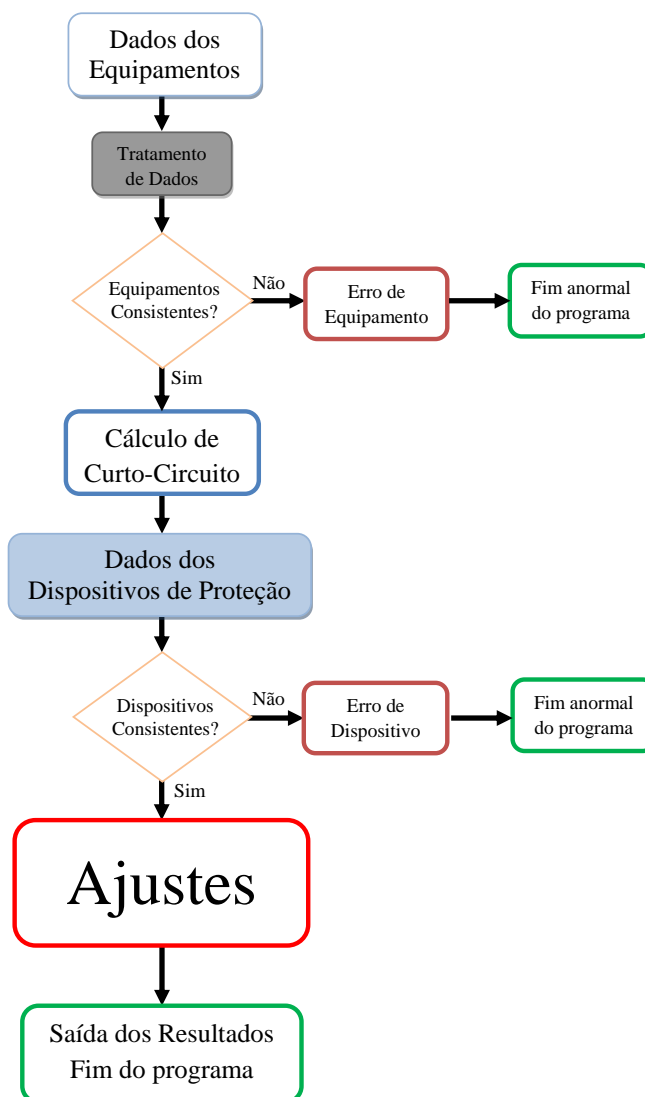 Dados dos
Equipamentos
Tratamento
de Dados
Equipamentos
Consistentes?
Não
Erro de
Equipamento
Fim anormal
do programa
Sim
Cálculo de
Curto-Circuito
Dados dos
Dispositivos de Proteção
Dispositivos
Consistentes?
Não
Erro de
Dispositivo
Fim anormal
do programa
Sim
Ajustes
Saída dos Resultados
Fim do programa